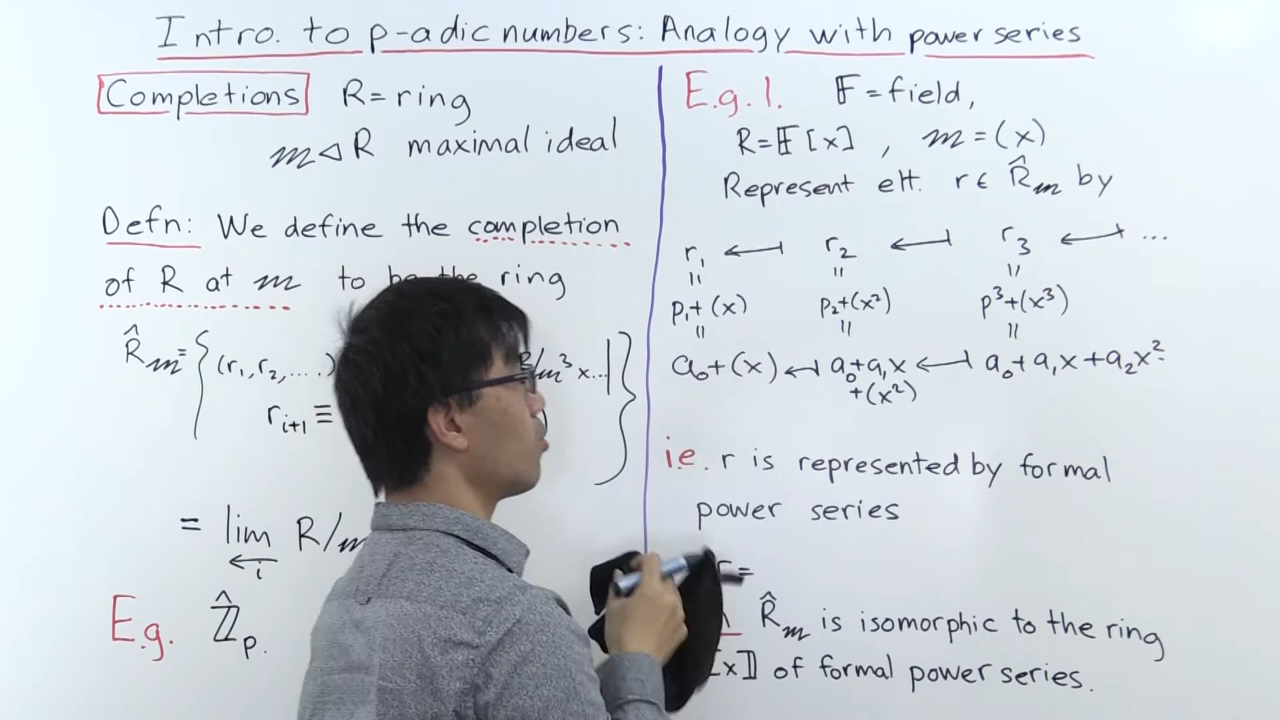 Intro. to p-adic numbers: Analogy with power series
Completions R = ring
m ◁ R maximal ideal
Defn: We define the completion
of R at m to be the ring
R̂m = { (r₁, r₂, .... R/m³ x...|
r_{i+1} ≡ ) }
= lim R/m
← i
E.g. ℤ̂p.
E.g. 1. 𝔽 = field,
R = 𝔽[x] , m = (x)
Represent elt. r ∈ R̂m by
r₁ ↤ r₂ ↤ r₃ ↤ ...
= = =
p₁+(x) p₂+(x²) p³+(x³)
= = =
a₀+(x) ↤ a₀+a₁x ↤ a₀+a₁x+a₂x²
+(x²)
i.e. r is represented by formal
power series
r =
R̂m is isomorphic to the ring
[x]] of formal power series.